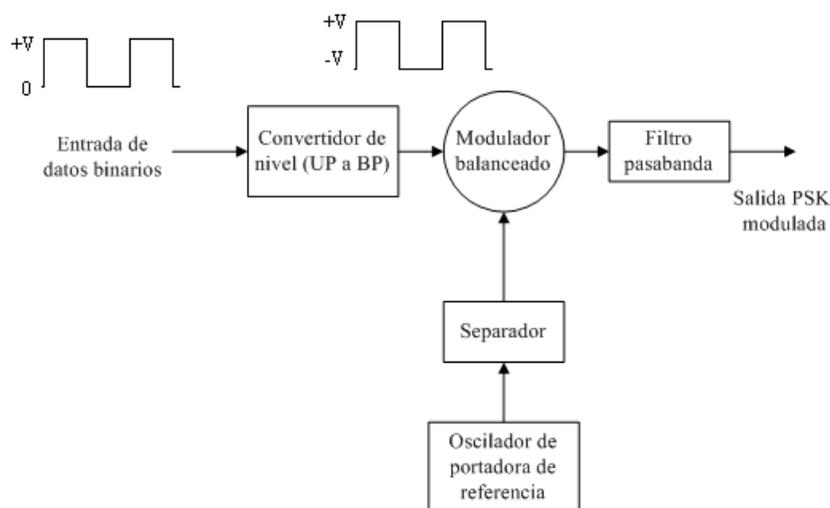 +V
0
+V
-V
Entrada de
datos binarios
Convertidor de
nivel (UP a BP)
Modulador
balanceado
Filtro
pasabanda
Salida PSK
modulada
Separador
Oscilador de
portadora de
referencia